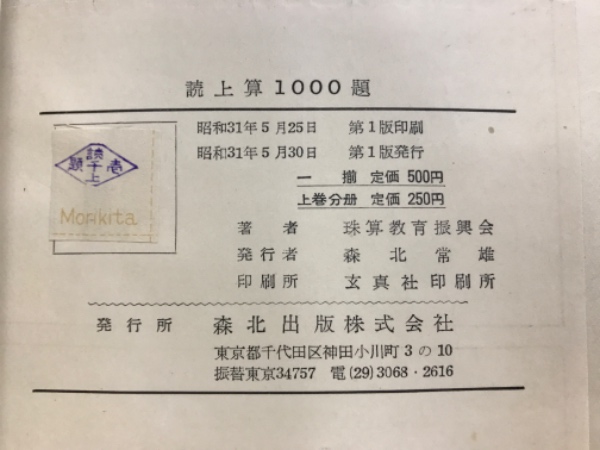 読上算1000題
昭和31年5月25日 第1版印刷
昭和31年5月30日 第1版発行
一揃 定価 500円
上巻分册 定価 250円
読上
千
壱
題
Morikita
著者 珠算教育振興会
発行者 森北常雄
印刷所 玄真社印刷所
発行所 森北出版株式会社
東京都千代田区神田小川町3の10
振替東京34757 電(29)3068・2616